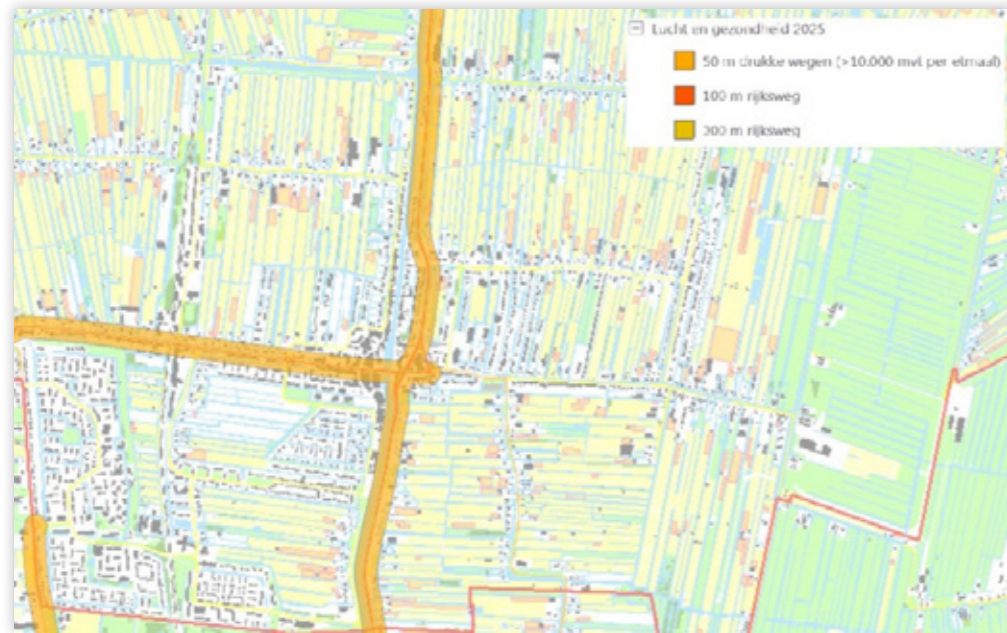 Lucht en gezondheid 2025
50 m drukke wegen (>10.000 mvt per etmaal)
100 m rijksweg
300 m rijksweg